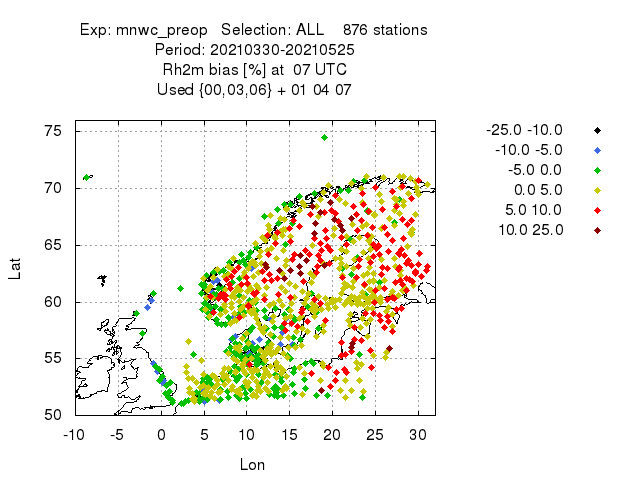 Exp: mnwc_preop   Selection: ALL    876 stations
Period: 20210330-20210525
Rh2m bias [%] at  07 UTC
Used {00,03,06} + 01 04 07
-25.0 -10.0
-10.0 -5.0
-5.0 0.0
0.0 5.0
5.0 10.0
10.0 25.0
75
70
65
60
55
50
Lat
-10 -5 0 5 10 15 20 25 30
Lon